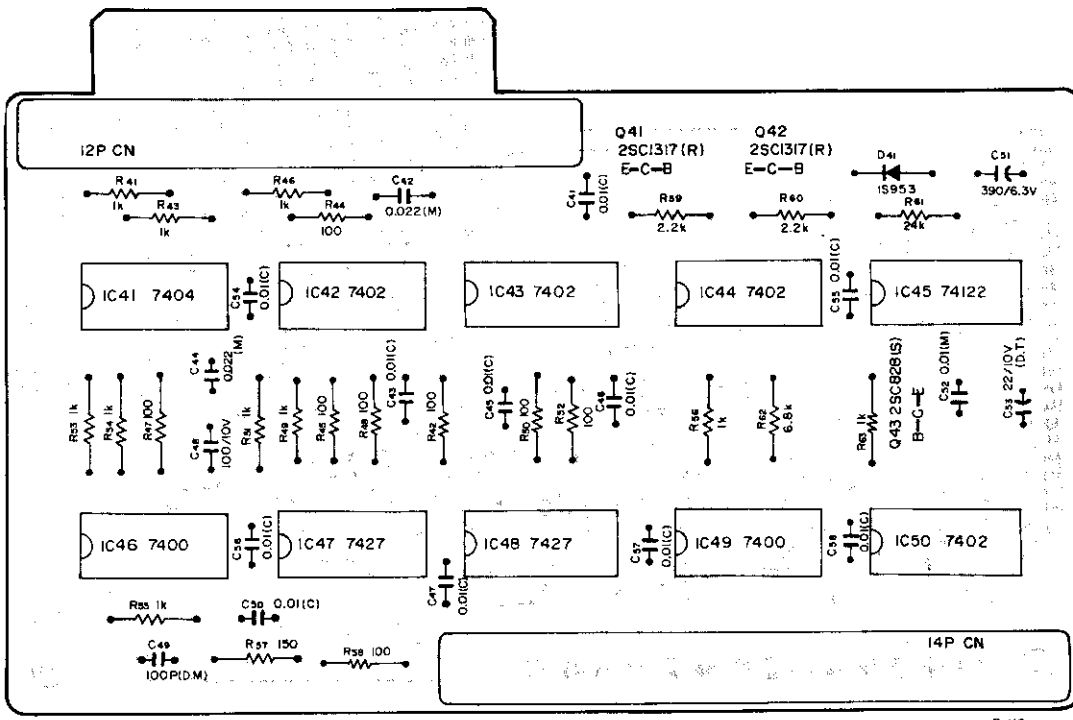 12P CN
Q41
2SC1317(R)
E-C-B
Q42
2SC1317(R)
E-C-B
D41
1S953
C51
390/6.3V
R41
1k
R43
1k
R46
1k
R44
100
C42
0.022(M)
C41
0.01(C)
R59
2.2k
R60
2.2k
R61
24k
IC41 7404
C54
0.01(C)
IC42 7402
IC43 7402
IC44 7402
C55
0.01(C)
IC45 74122
C44
0.022
(M)
R53 1k
R54 1k
R47 100
C48
100/10V
R51 1k
R49 1k
R45 100
R48 100
C43 0.01(C)
R42 100
C45 0.01(C)
R50 100
R52
100
C46
0.01(C)
R56
1k
R62
6.8k
R63 1k
Q43 2SC828(S)
B-C-E
C52 0.01(M)
C53 22/10V
(D.T)
IC46 7400
C56
0.01(C)
IC47 7427
IC48 7427
C57
0.01(C)
IC49 7400
C58
0.01(C)
IC50 7402
C47
0.01(C)
R55 1k
C50 0.01(C)
C49
100P(D.M)
R57 150
R58 100
14P CN